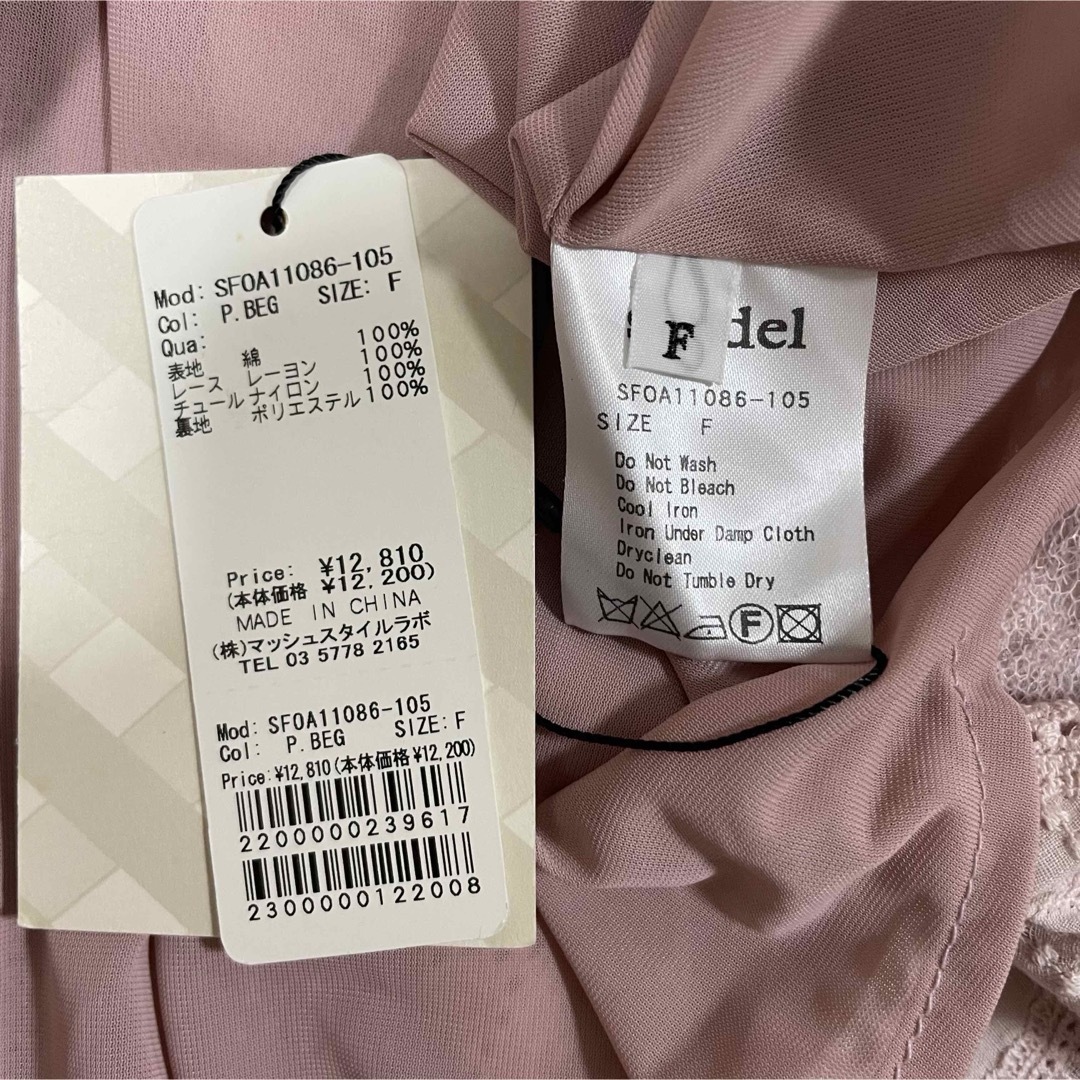 Mod: SFOA11086-105
Col: P.BEG SIZE: F
Qua:
表地 綿 100%
レース レーヨン 100%
チュール ナイロン 100%
裏地 ポリエステル 100%
Price: ¥12,810
(本体価格 ¥12,200)
MADE IN CHINA
(株)マッシュスタイルラボ
TEL 03 5778 2165
Mod: SFOA11086-105
Col: P.BEG SIZE: F
Price: ¥12,810(本体価格 ¥12,200)
2200000239617
2300000122008
F
del
SFOA11086-105
SIZE F
Do Not Wash
Do Not Bleach
Cool Iron
Iron Under Damp Cloth
Dryclean
Do Not Tumble Dry
F